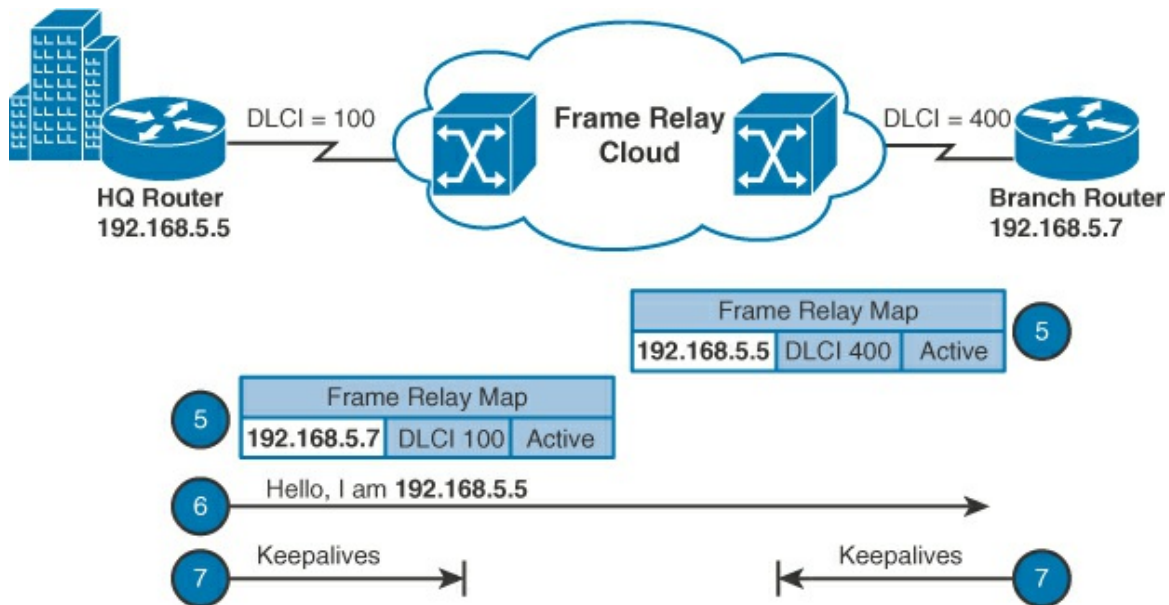 DLCI = 100
Frame Relay
Cloud
DLCI = 400
HQ Router
192.168.5.5
Branch Router
192.168.5.7
Frame Relay Map
192.168.5.5 DLCI 400 Active
5
Frame Relay Map
5
192.168.5.7 DLCI 100 Active
6
Hello, I am 192.168.5.5
7
Keepalives
Keepalives
7